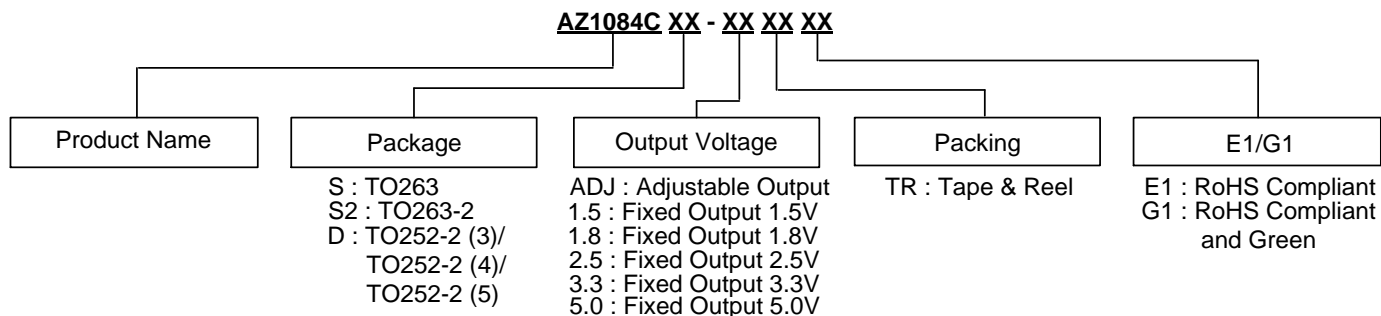 AZ1084C XX - XX XX XX
Product Name
Package
Output Voltage
Packing
E1/G1
S : TO263
S2 : TO263-2
D : TO252-2 (3)/
TO252-2 (4)/
TO252-2 (5)
ADJ : Adjustable Output
1.5 : Fixed Output 1.5V
1.8 : Fixed Output 1.8V
2.5 : Fixed Output 2.5V
3.3 : Fixed Output 3.3V
5.0 : Fixed Output 5.0V
TR : Tape & Reel
E1 : RoHS Compliant
G1 : RoHS Compliant
and Green